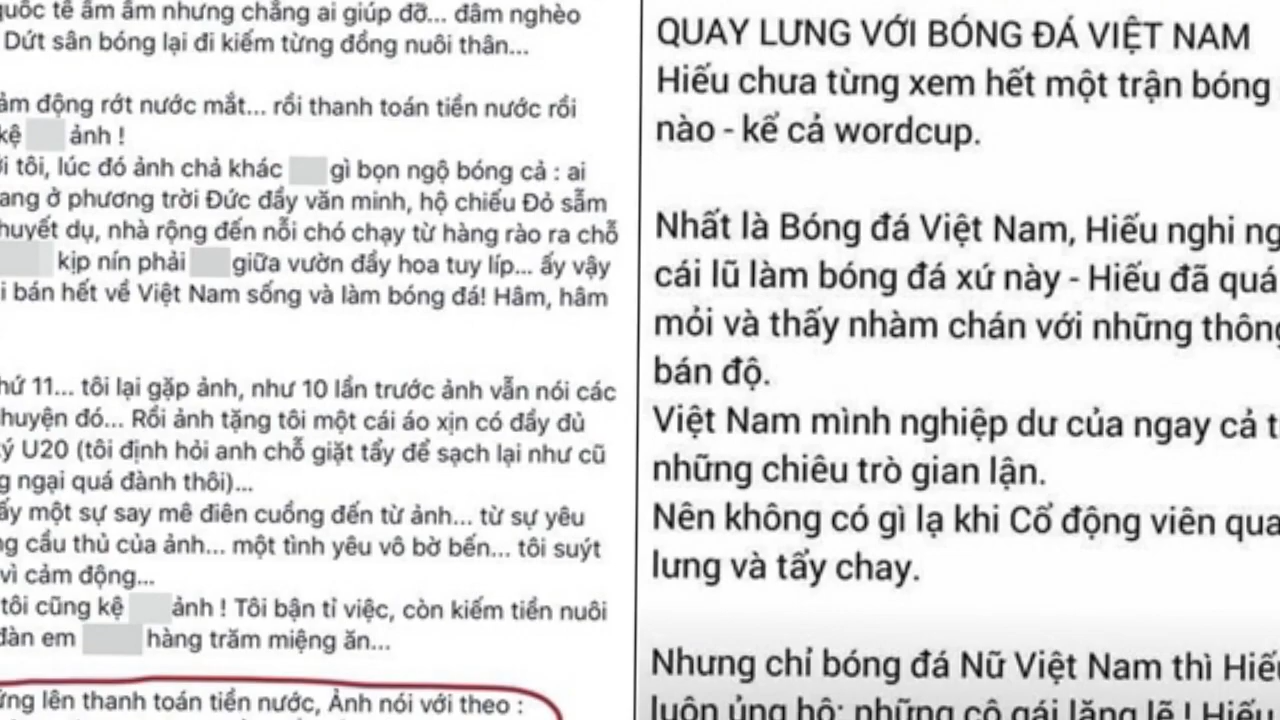 quốc tế ầm ầm nhưng chẳng ai giúp đỡ... đâm nghèo
Dứt sân bóng lại đi kiếm từng đồng nuôi thân...
cảm động rớt nước mắt... rồi thanh toán tiền nước rồi
kệ ảnh !
tôi, lúc đó ảnh chả khác gì bọn ngộ bóng cả : ai
ở phương trời Đức đầy văn minh, hộ chiếu Đỏ sẫm
huyết dụ, nhà rộng đến nỗi chó chạy từ hàng rào ra chỗ
kịp nín phải giữa vườn đầy hoa tuy líp... ấy vậy
bán hết về Việt Nam sống và làm bóng đá! Hâm, hâm
thứ 11... tôi lại gặp ảnh, như 10 lần trước ảnh vẫn nói các
chuyện đó... Rồi ảnh tặng tôi một cái áo xịn có đầy đủ
ký U20 (tôi định hỏi anh chỗ giặt tẩy để sạch lại như cũ
ngại quá đành thôi)...
một sự say mê điên cuồng đến từ ảnh... từ sự yêu
cầu thủ của ảnh... một tình yêu vô bờ bến... tôi suýt
vì cảm động...
tôi cũng kệ ảnh ! Tôi bận tỉ việc, còn kiếm tiền nuôi
đàn em hàng trăm miệng ăn...
lên thanh toán tiền nước, Ảnh nói với theo :
QUAY LƯNG VỚI BÓNG ĐÁ VIỆT NAM
Hiếu chưa từng xem hết một trận bóng
nào - kể cả wordcup.
Nhất là Bóng đá Việt Nam, Hiếu nghi
cái lũ làm bóng đá xứ này - Hiếu đã quá
mỏi và thấy nhàm chán với những thông
bán độ.
Việt Nam mình nghiệp dư của ngay cả
những chiêu trò gian lận.
Nên không có gì lạ khi Cổ động viên
lưng và tẩy chay.
Nhưng chỉ bóng đá Nữ Việt Nam thì Hiếu
luôn ủng hộ: những cô gái lặng lẽ !